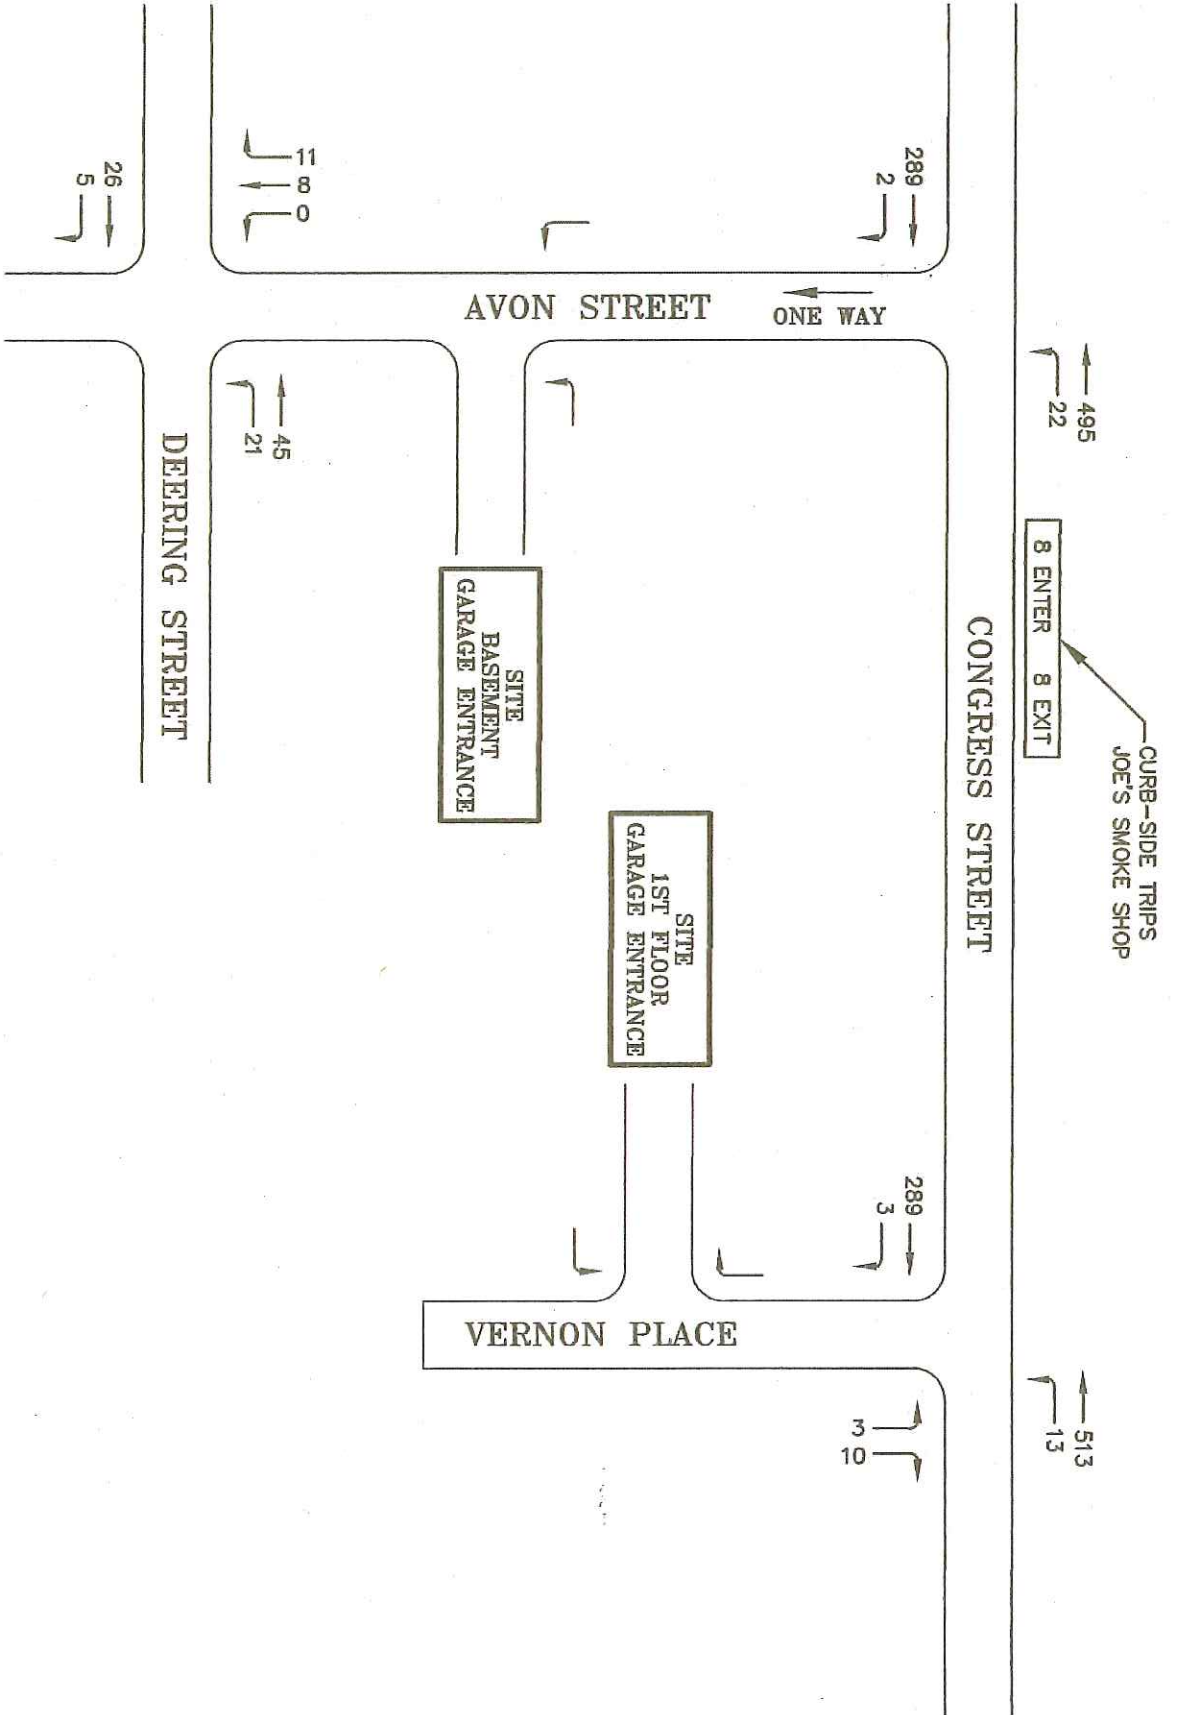 11
8
0
26
5
289
2
AVON STREET
ONE WAY
495
22
45
21
8 ENTER 8 EXIT
CURB-SIDE TRIPS
JOE'S SMOKE SHOP
DEERING STREET
SITE
BASEMENT
GARAGE ENTRANCE
CONGRESS STREET
SITE
1ST FLOOR
GARAGE ENTRANCE
289
3
VERNON PLACE
513
13
3
10